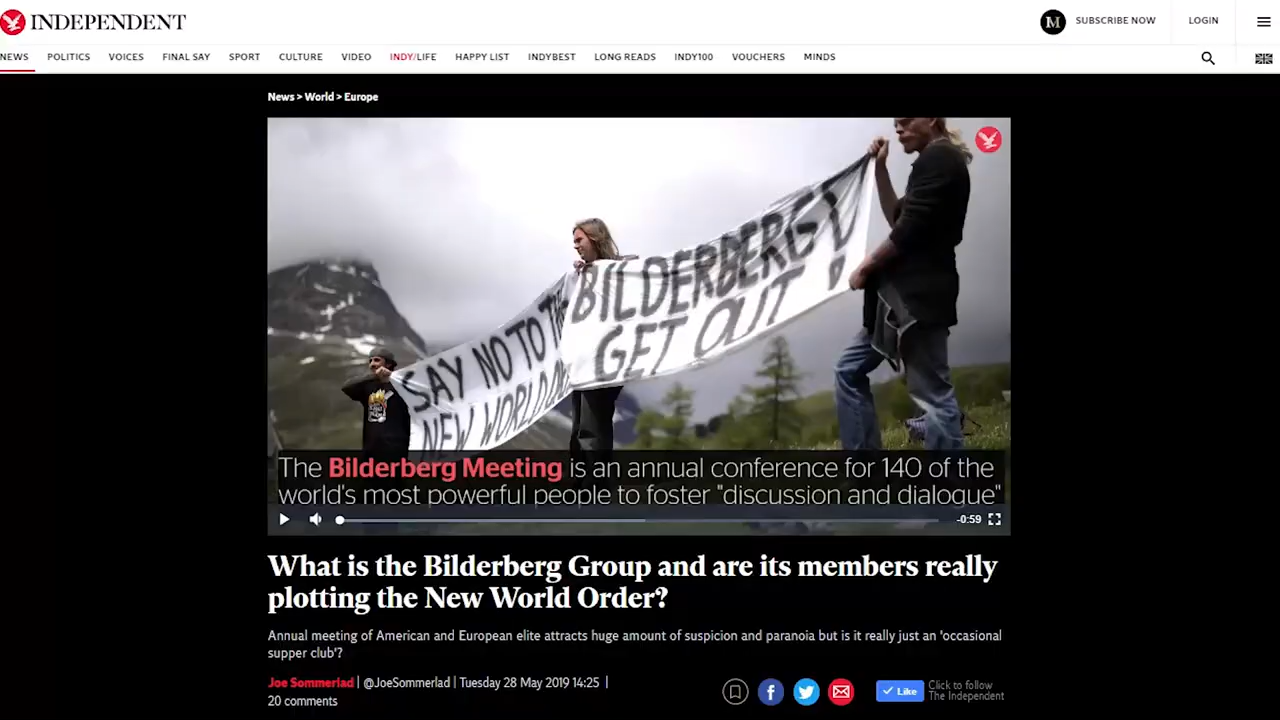 INDEPENDENT
M SUBSCRIBE NOW LOGIN
NEWS POLITICS VOICES FINAL SAY SPORT CULTURE VIDEO INDY/LIFE HAPPY LIST INDYBEST LONG READS INDY100 VOUCHERS MINDS
News > World > Europe
SAY NO TO THE
NEW WORLD
BILDERBERG
GET OUT !
The Bilderberg Meeting is an annual conference for 140 of the
world's most powerful people to foster "discussion and dialogue"
-0:59
What is the Bilderberg Group and are its members really
plotting the New World Order?
Annual meeting of American and European elite attracts huge amount of suspicion and paranoia but is it really just an 'occasional
supper club'?
Joe Sommerlad | @JoeSommerlad | Tuesday 28 May 2019 14:25 |
20 comments
Like
Click to follow
The Independent